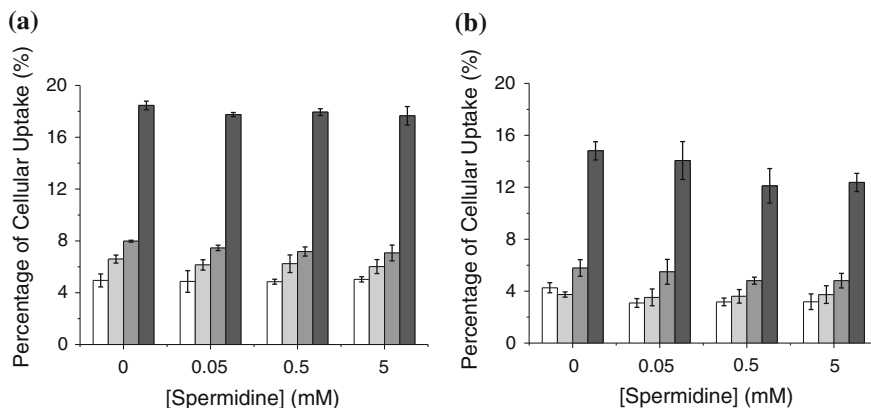 (a)
Percentage of Cellular Uptake (%)
20
16
12
8
4
0
0 0.05 0.5 5
[Spermidine] (mM)
(b)
Percentage of Cellular Uptake (%)
20
16
12
8
4
0
0 0.05 0.5 5
[Spermidine] (mM)